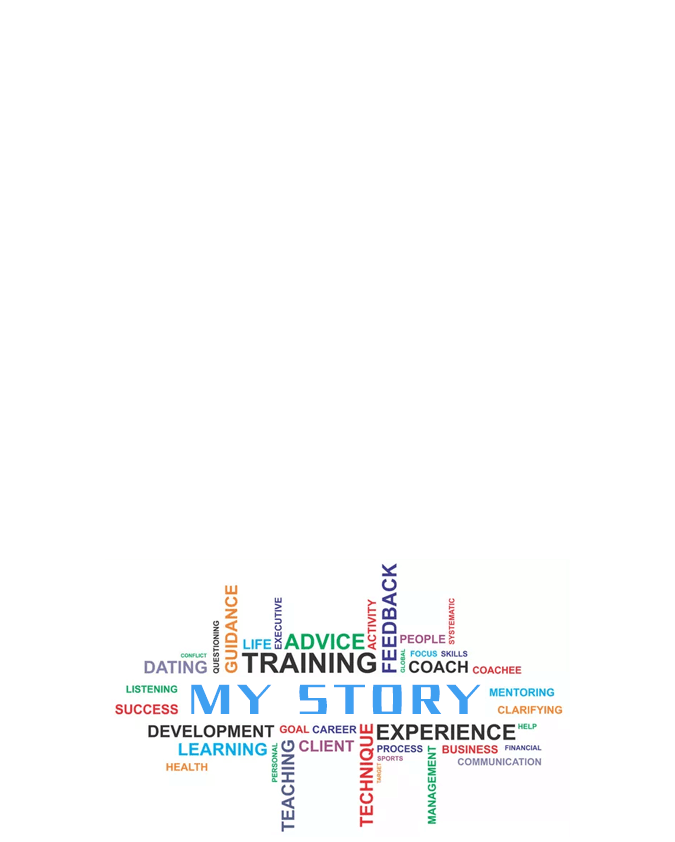 FEEDBACK
GUIDANCE
EXECUTIVE
ACTIVITY
SYSTEMATIC
QUESTIONING
LIFE
ADVICE
PEOPLE
CONFLICT
DATING
TRAINING
GLOBAL
FOCUS
SKILLS
COACH
COACHEE
LISTENING
MY STORY
MENTORING
SUCCESS
CLARIFYING
DEVELOPMENT
GOAL
CAREER
TECHNIQUE
EXPERIENCE
HELP
LEARNING
PERSONAL
TEACHING
CLIENT
PROCESS
BUSINESS
FINANCIAL
MANAGEMENT
SPORTS
TARGET
COMMUNICATION
HEALTH